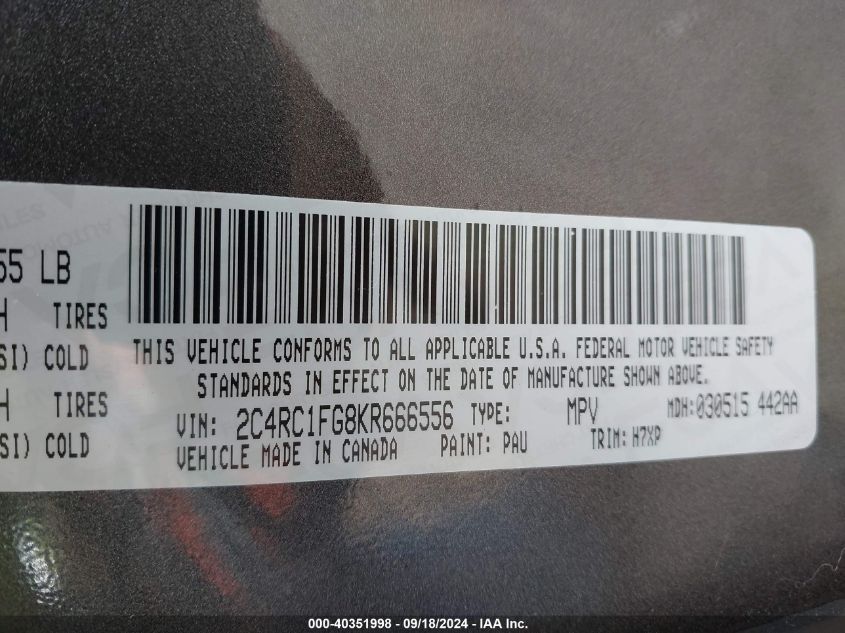 55 LB
TIRES
SI) COLD
TIRES
SI) COLD
THIS VEHICLE CONFORMS TO ALL APPLICABLE U.S.A. FEDERAL MOTOR VEHICLE SAFETY
STANDARDS IN EFFECT ON THE DATE OF MANUFACTURE SHOWN ABOVE.
VIN: 2C4RC1FG8KR666556 TYPE: MPV MDH:030515 442AA
VEHICLE MADE IN CANADA PAINT: PAU TRIM: H7XP
000-40351998 - 09/18/2024 - IAA Inc.